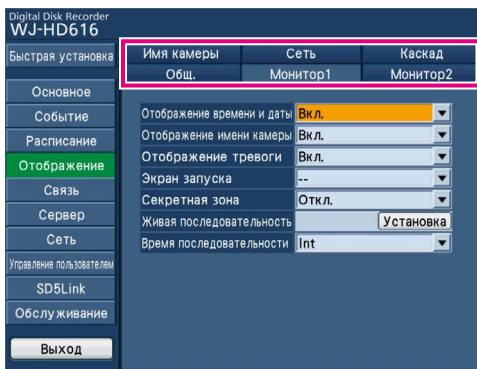 Digital Disk Recorder
WJ-HD616
Быстрая установка
Основное
Событие
Расписание
Отображение
Связь
Сервер
Сеть
Управление пользователем
SD5Link
Обслуживание
Выход
Имя камеры Сеть Каскад
Общ. Монитор1 Монитор2
Отображение времени и даты Вкл.
Отображение имени камеры Вкл.
Отображение тревоги Вкл.
Экран запуска --
Секретная зона Откл.
Живая последовательность Установка
Время последовательности Int